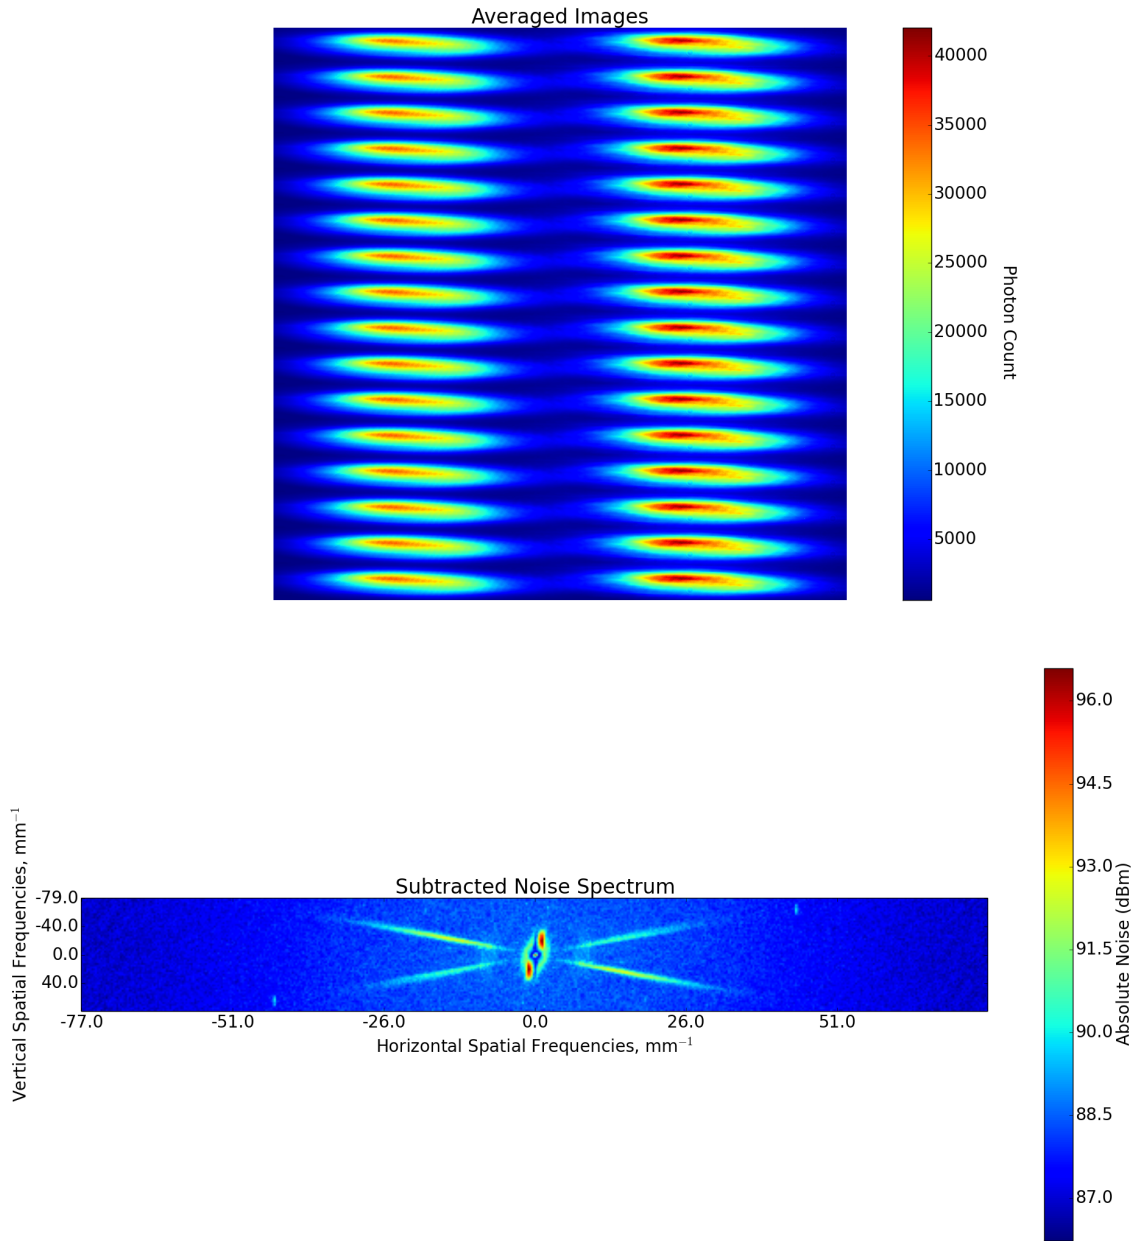 Averaged Images
40000
35000
30000
25000
20000
15000
10000
5000
Photon Count
Subtracted Noise Spectrum
-79.0
-40.0
0.0
40.0
Vertical Spatial Frequencies, mm⁻¹
-77.0 -51.0 -26.0 0.0 26.0 51.0
Horizontal Spatial Frequencies, mm⁻¹
96.0
94.5
93.0
91.5
90.0
88.5
87.0
Absolute Noise (dBm)